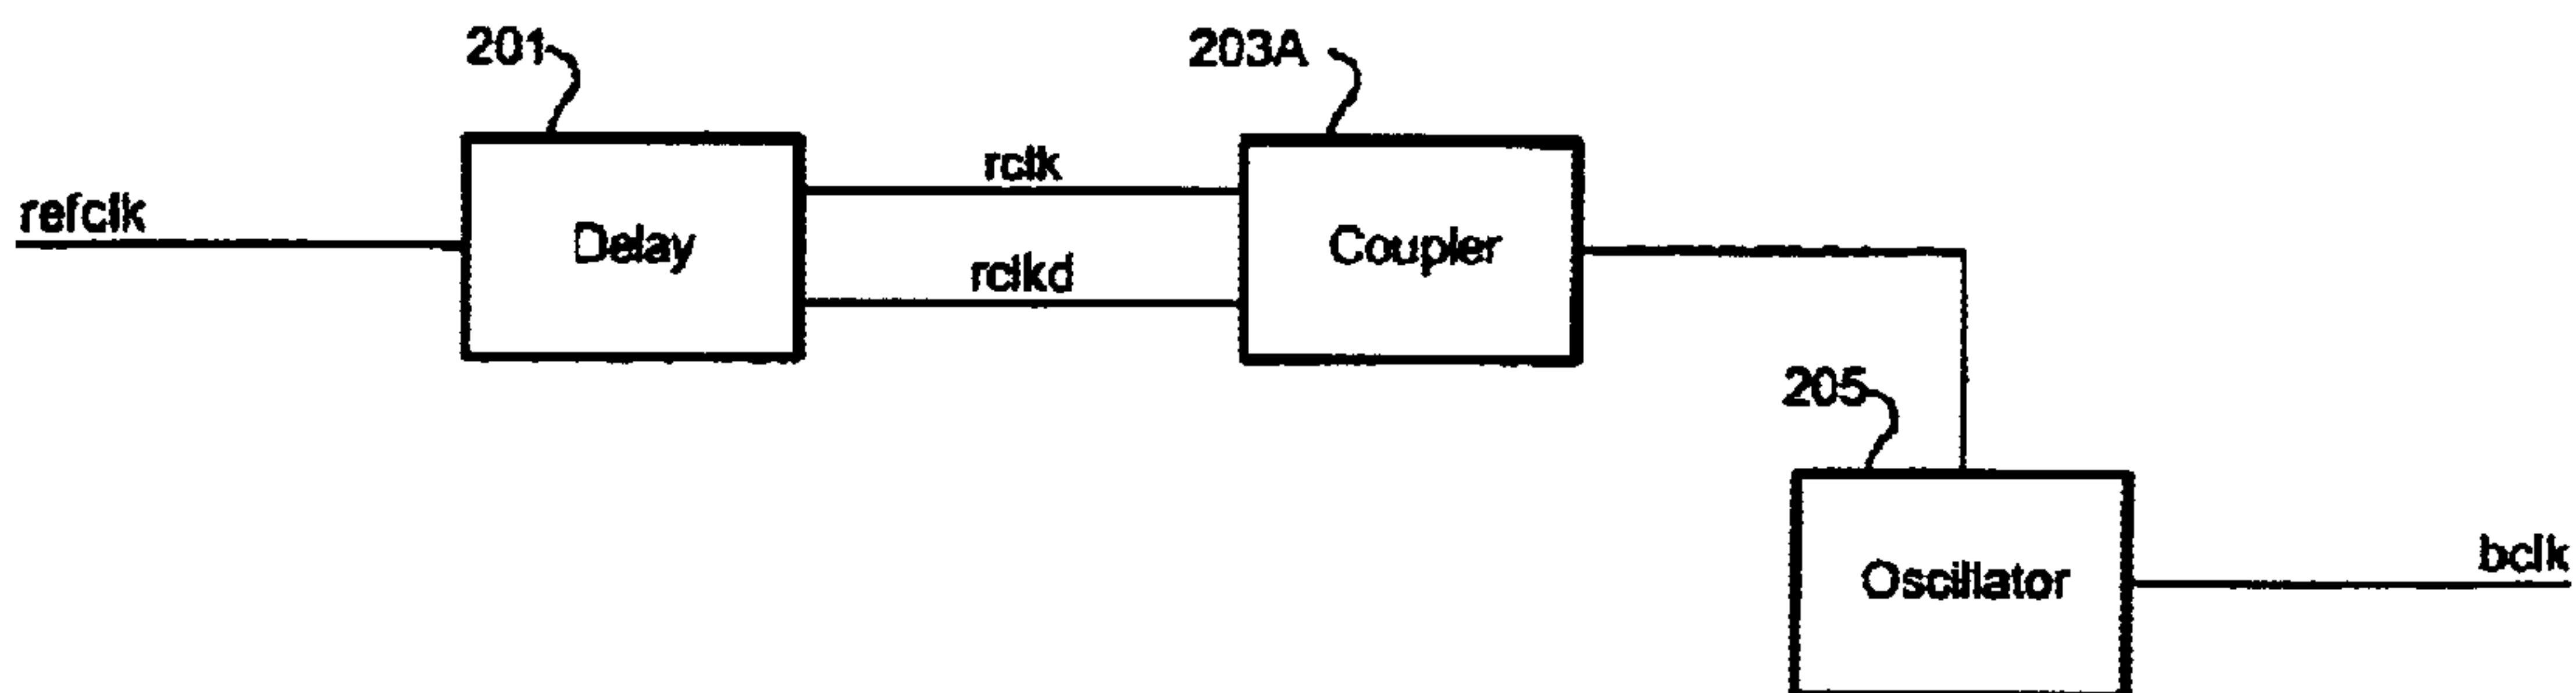 201
203A
rclk
refclk
Delay
Coupler
rclkd
205
bclk
Oscillator